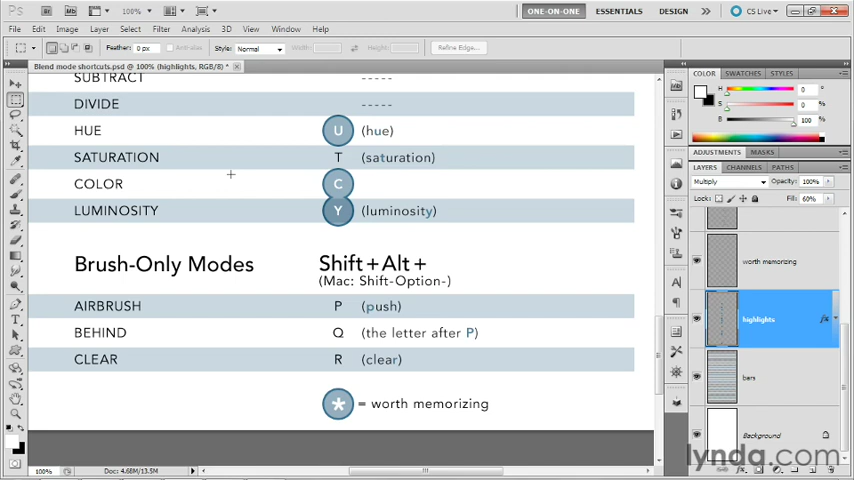 Ps Br Mb 100% ONE-ON-ONE ESSENTIALS DESIGN CS Live
File Edit Image Layer Select Filter Analysis 3D View Window Help
Feather: 0 px Anti-alias Style: Normal Width: Height: Refine Edge...
Blend mode shortcuts.psd @ 100% (highlights, RGB/8) *
SUBTRACT -----
DIVIDE -----
HUE U (hue)
SATURATION T (saturation)
COLOR C
LUMINOSITY Y (luminosity)
Brush-Only Modes Shift+Alt+
(Mac: Shift-Option-)
AIRBRUSH P (push)
BEHIND Q (the letter after P)
CLEAR R (clear)
* = worth memorizing
100% Doc: 4.68M/13.5M
COLOR SWATCHES STYLES
H 0 °
S 0 %
B 100 %
ADJUSTMENTS MASKS
LAYERS CHANNELS PATHS
Multiply Opacity: 100%
Lock: Fill: 60%
worth memorizing
highlights fx
bars
Background
lynda.com